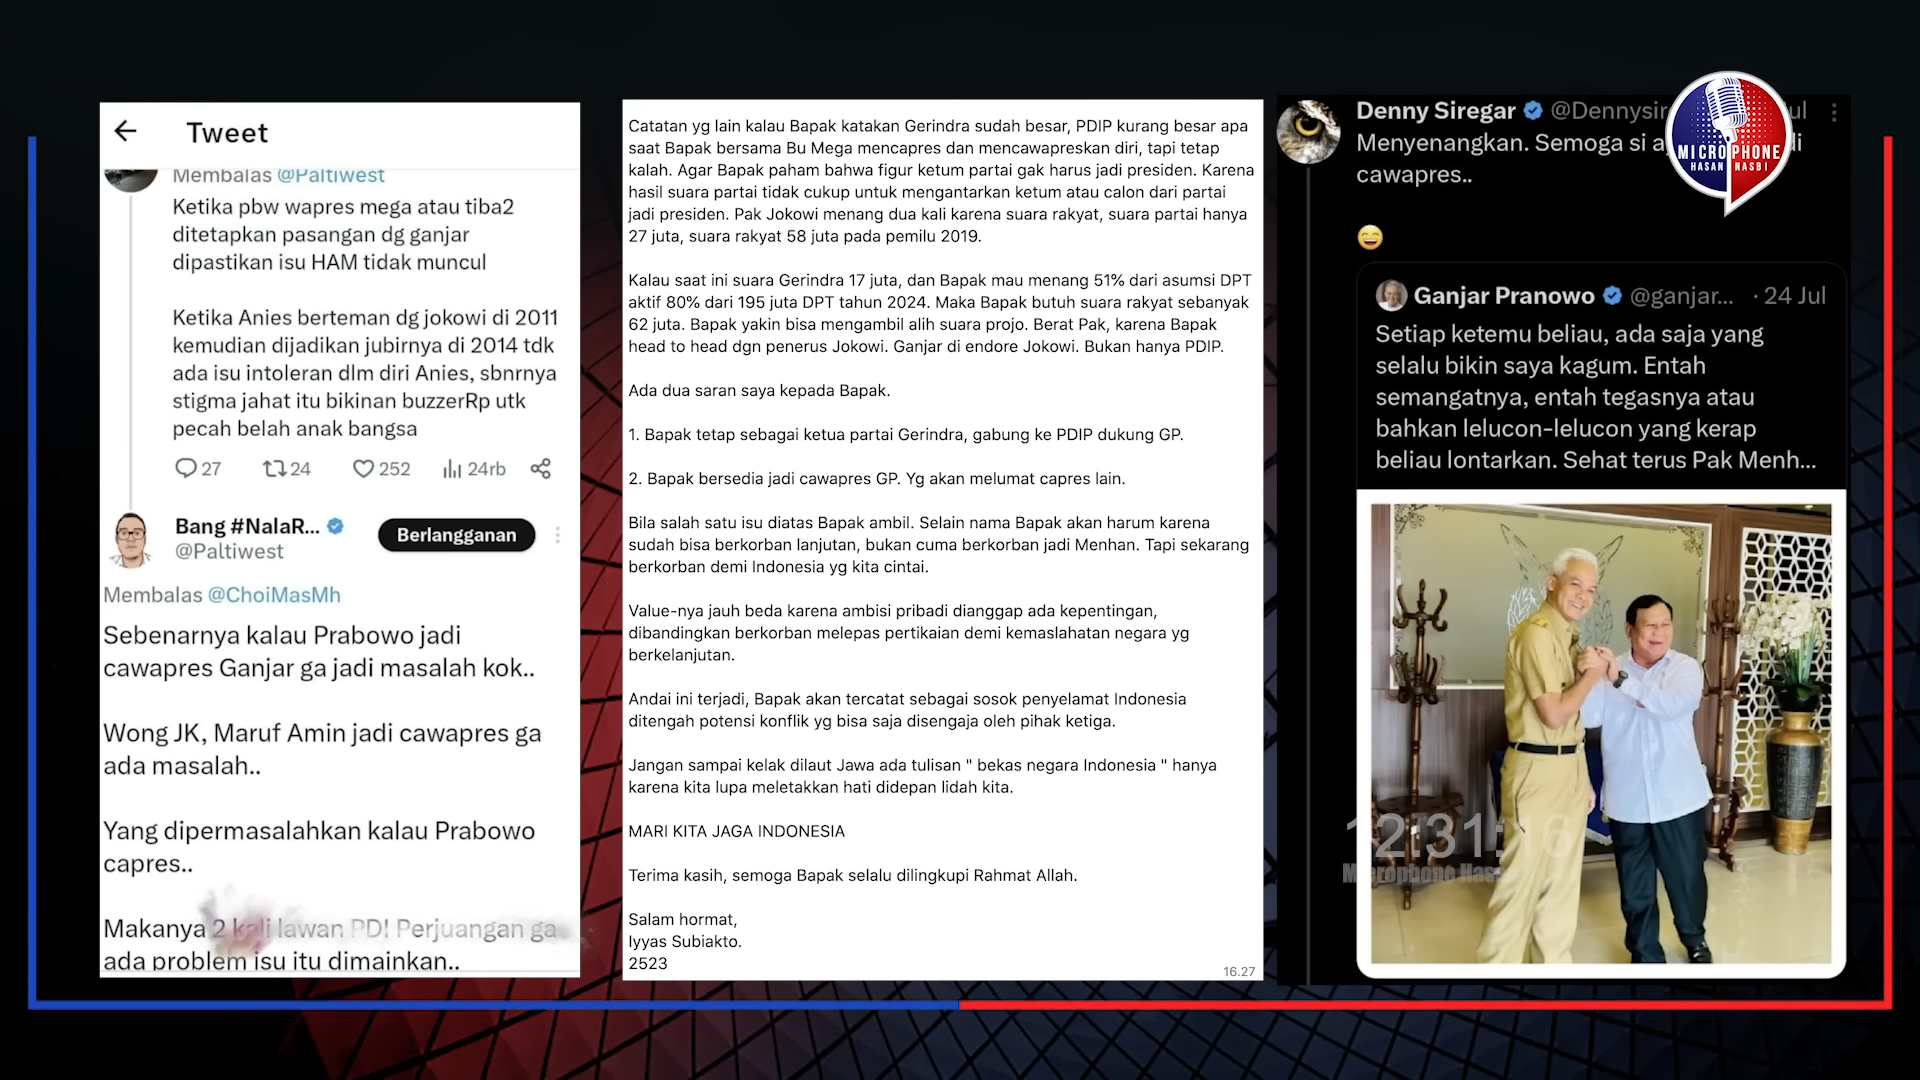 Tweet
Membalas @Paltiwest
Ketika pbw wapres mega atau tiba2
ditetapkan pasangan dg ganjar
dipastikan isu HAM tidak muncul
Ketika Anies berteman dg jokowi di 2011
kemudian dijadikan jubirnya di 2014 tdk
ada isu intoleran dlm diri Anies, sbnrnya
stigma jahat itu bikinan buzzerRp utk
pecah belah anak bangsa
27 24 252 24rb
Bang #NalaR...
@Paltiwest
Berlangganan
Membalas @ChoiMasMh
Sebenarnya kalau Prabowo jadi
cawapres Ganjar ga jadi masalah kok..
Wong JK, Maruf Amin jadi cawapres ga
ada masalah..
Yang dipermasalahkan kalau Prabowo
capres..
Makanya 2 kali lawan PDI Perjuangan ga
ada problem isu itu dimainkan..
Catatan yg lain kalau Bapak katakan Gerindra sudah besar, PDIP kurang besar apa
saat Bapak bersama Bu Mega mencapres dan mencawapreskan diri, tapi tetap
kalah. Agar Bapak paham bahwa figur ketum partai gak harus jadi presiden. Karena
hasil suara partai tidak cukup untuk mengantarkan ketum atau calon dari partai
jadi presiden. Pak Jokowi menang dua kali karena suara rakyat, suara partai hanya
27 juta, suara rakyat 58 juta pada pemilu 2019.
Kalau saat ini suara Gerindra 17 juta, dan Bapak mau menang 51% dari asumsi DPT
aktif 80% dari 195 juta DPT tahun 2024. Maka Bapak butuh suara rakyat sebanyak
62 juta. Bapak yakin bisa mengambil alih suara projo. Berat Pak, karena Bapak
head to head dgn penerus Jokowi. Ganjar di endore Jokowi. Bukan hanya PDIP.
Ada dua saran saya kepada Bapak.
1. Bapak tetap sebagai ketua partai Gerindra, gabung ke PDIP dukung GP.
2. Bapak bersedia jadi cawapres GP. Yg akan melumat capres lain.
Bila salah satu isu diatas Bapak ambil. Selain nama Bapak akan harum karena
sudah bisa berkorban lanjutan, bukan cuma berkorban jadi Menhan. Tapi sekarang
berkorban demi Indonesia yg kita cintai.
Value-nya jauh beda karena ambisi pribadi dianggap ada kepentingan,
dibandingkan berkorban melepas pertikaian demi kemaslahatan negara yg
berkelanjutan.
Andai ini terjadi, Bapak akan tercatat sebagai sosok penyelamat Indonesia
ditengah potensi konflik yg bisa saja disengaja oleh pihak ketiga.
Jangan sampai kelak dilaut Jawa ada tulisan " bekas negara Indonesia " hanya
karena kita lupa meletakkan hati didepan lidah kita.
MARI KITA JAGA INDONESIA
Terima kasih, semoga Bapak selalu dilingkupi Rahmat Allah.
Salam hormat,
Iyyas Subiakto.
2523
16.27
Denny Siregar @Dennysir
Menyenangkan. Semoga si
cawapres..
MICROPHONE
HASAN NASBI
Ganjar Pranowo @ganjar... · 24 Jul
Setiap ketemu beliau, ada saja yang
selalu bikin saya kagum. Entah
semangatnya, entah tegasnya atau
bahkan lelucon-lelucon yang kerap
beliau lontarkan. Sehat terus Pak Menh...
12:31:16
Microphone Has